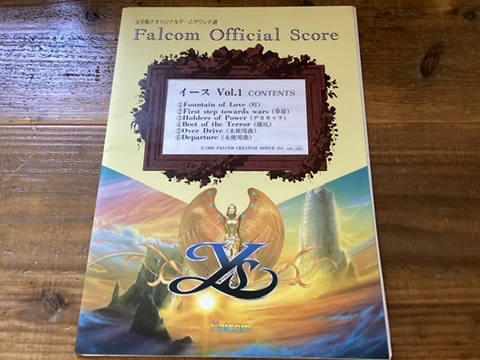 完全版!!オリジナルゲームサウンド譜
Falcom Official Score
イース Vol.1 CONTENTS
①Fountain of Love (町)
②First step towards wars (草原)
③Holders of Power (デカキャラ)
④Beet of the Terror (廃坑)
⑤Over Drive (未使用曲)
⑥Departure (未使用曲)
FALCOM CREATIVE OFFICE INC.
Ys
Falcom